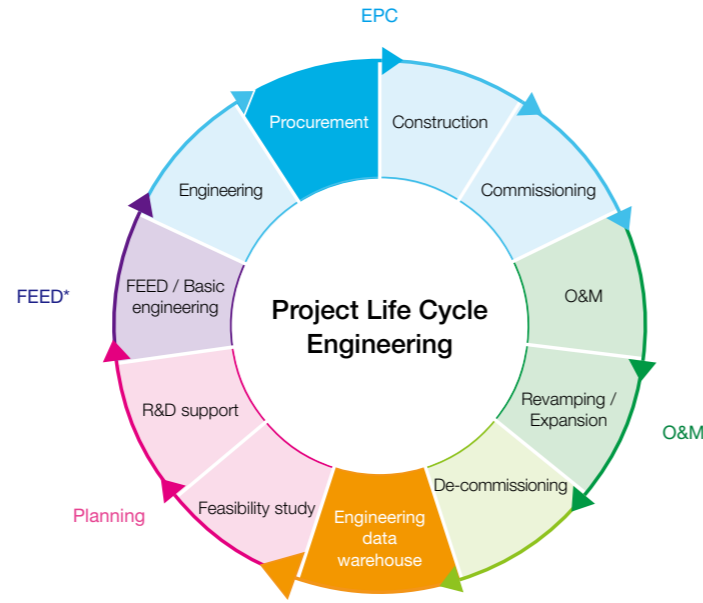 EPC
Procurement
Construction
Engineering
Commissioning
FEED*
FEED / Basic
engineering
O&M
Project Life Cycle
Engineering
R&D support
Revamping /
Expansion
O&M
Planning
Feasibility study
De-commissioning
Engineering
data
warehouse